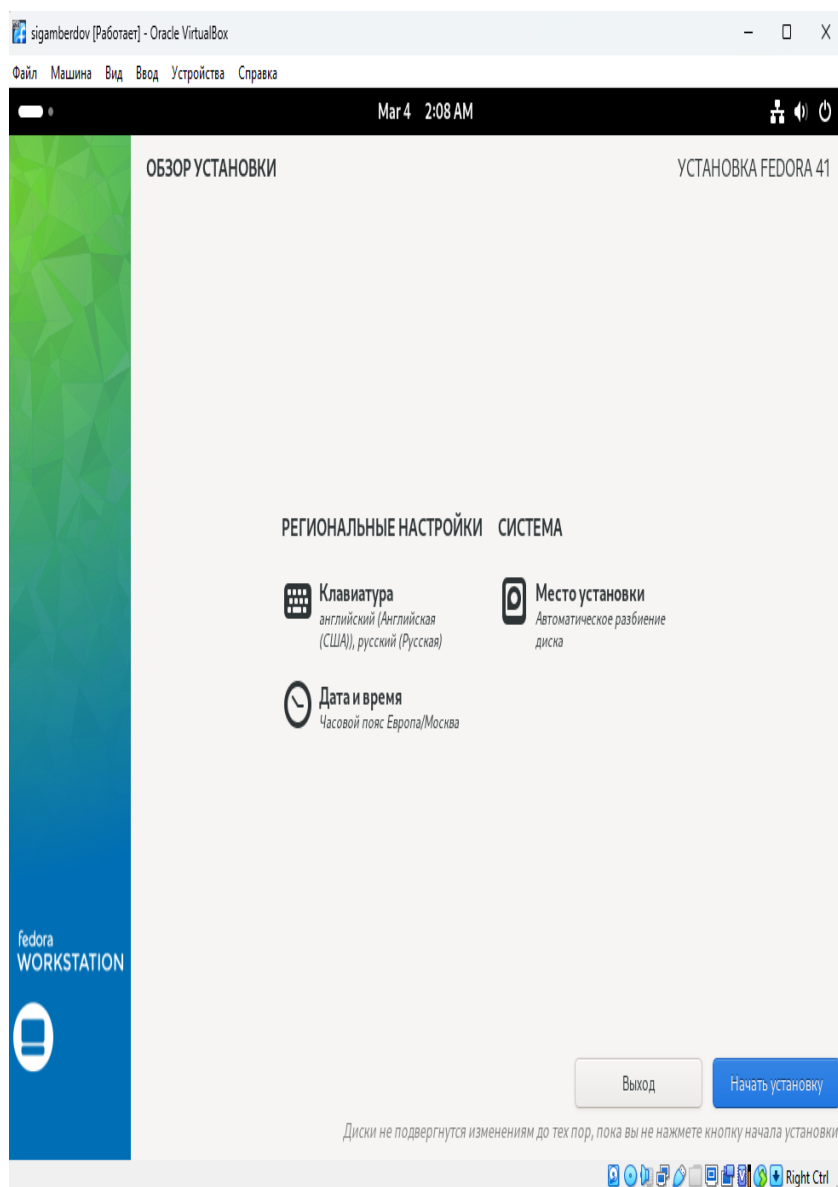 sigamberdov [Работает] - Oracle VirtualBox
Файл Машина Вид Ввод Устройства Справка
Mar 4 2:08 AM
ОБЗОР УСТАНОВКИ
УСТАНОВКА FEDORA 41
РЕГИОНАЛЬНЫЕ НАСТРОЙКИ
СИСТЕМА
Клавиатура
английский (Английская
(США)), русский (Русская)
Место установки
Автоматическое разбиение
диска
Дата и время
Часовой пояс Европа/Москва
fedora
WORKSTATION
Выход
Начать установку
Диски не подвергнутся изменениям до тех пор, пока вы не нажмете кнопку начала установки
Right Ctrl